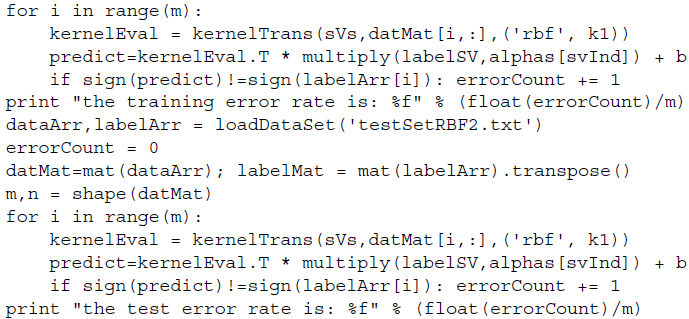 for i in range(m):
    kernelEval = kernelTrans(sVs,datMat[i,:],('rbf', k1))
    predict=kernelEval.T * multiply(labelSV,alphas[svInd]) + b
    if sign(predict)!=sign(labelArr[i]): errorCount += 1
print "the training error rate is: %f" % (float(errorCount)/m)
dataArr,labelArr = loadDataSet('testSetRBF2.txt')
errorCount = 0
datMat=mat(dataArr); labelMat = mat(labelArr).transpose()
m,n = shape(datMat)
for i in range(m):
    kernelEval = kernelTrans(sVs,datMat[i,:],('rbf', k1))
    predict=kernelEval.T * multiply(labelSV,alphas[svInd]) + b
    if sign(predict)!=sign(labelArr[i]): errorCount += 1
print "the test error rate is: %f" % (float(errorCount)/m)